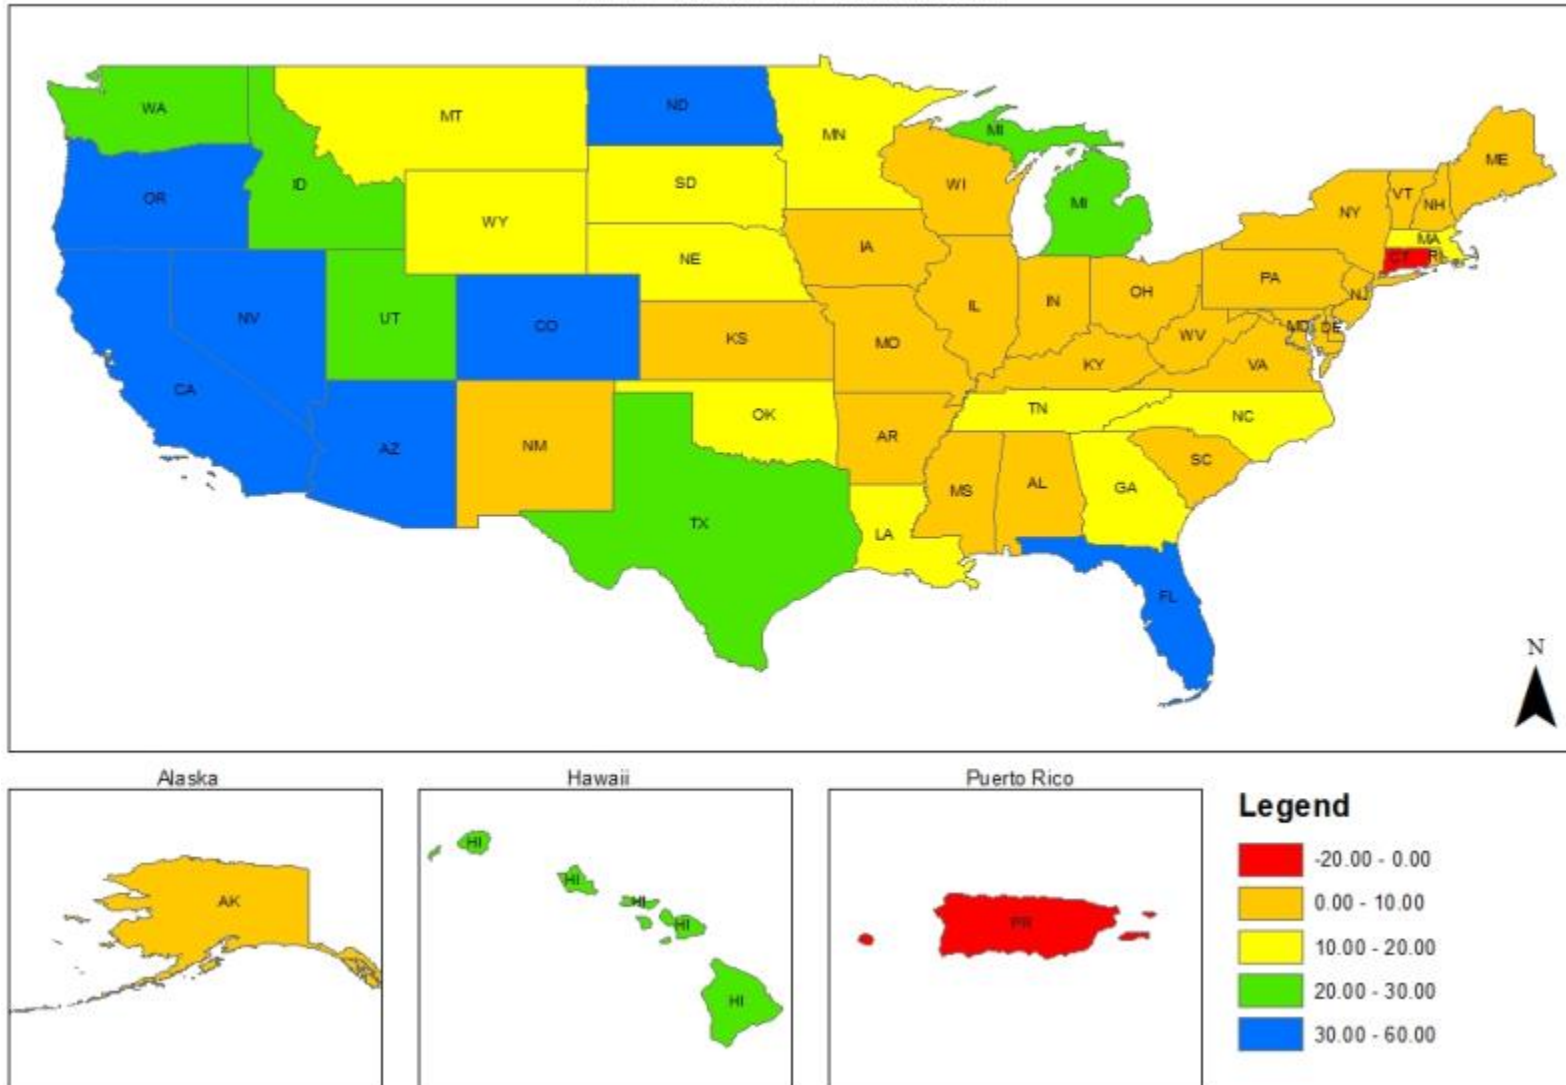 WA
MT
ND
MN
MI
ME
OR
ID
SD
WI
MI
VT
NH
NY
WY
IA
MA
NE
CT
RI
PA
NV
UT
CO
IL
IN
OH
NJ
KS
MO
MD
DE
WV
CA
KY
VA
AZ
NM
OK
AR
TN
NC
SC
MS
AL
GA
TX
LA
FL
N
Alaska
Hawaii
Puerto Rico
AK
HI
HI
HI
HI
HI
PR
Legend
-20.00 - 0.00
0.00 - 10.00
10.00 - 20.00
20.00 - 30.00
30.00 - 60.00